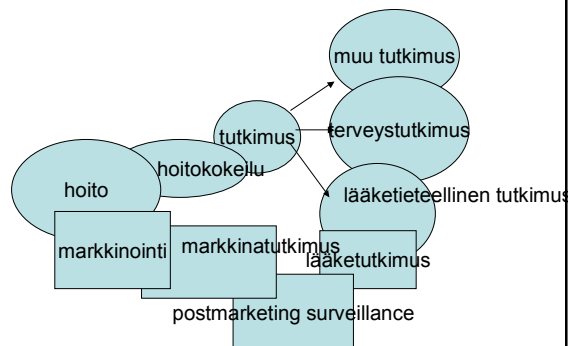 muu tutkimus
tutkimus
terveystutkimus
hoitokokeilu
hoito
lääketieteellinen tutkimus
markkinointi
markkinatutkimus
lääketutkimus
postmarketing surveillance